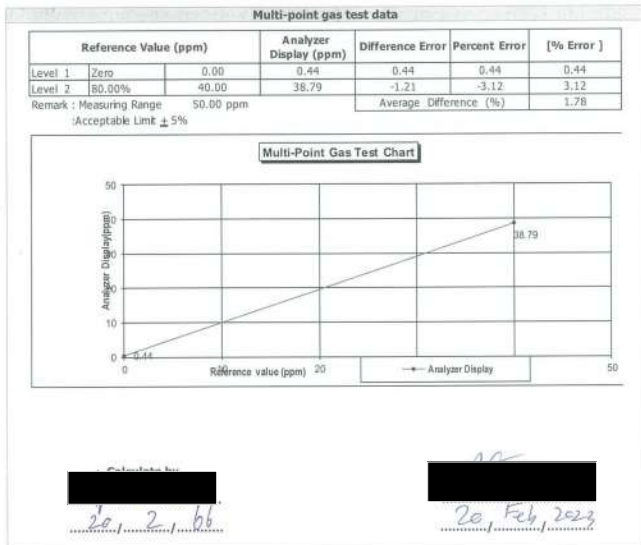 Multi-point gas test data
Reference Value (ppm) Analyzer Display (ppm) Difference Error Percent Error [% Error ]
Level 1 Zero 0.00 0.44 0.44 0.44 0.44
Level 2 80.00% 40.00 38.79 -1.21 -3.12 3.12
Remark : Measuring Range 50.00 ppm Average Difference (%) 1.78
:Acceptable Limit ± 5%
Multi-Point Gas Test Chart
50
Analyzer Display(ppm)
38.79
10
0 0.44
0 20 50
Reference value (ppm) Analyzer Display
Calculate by
20 / 2 / 66 20 / Feb / 2023